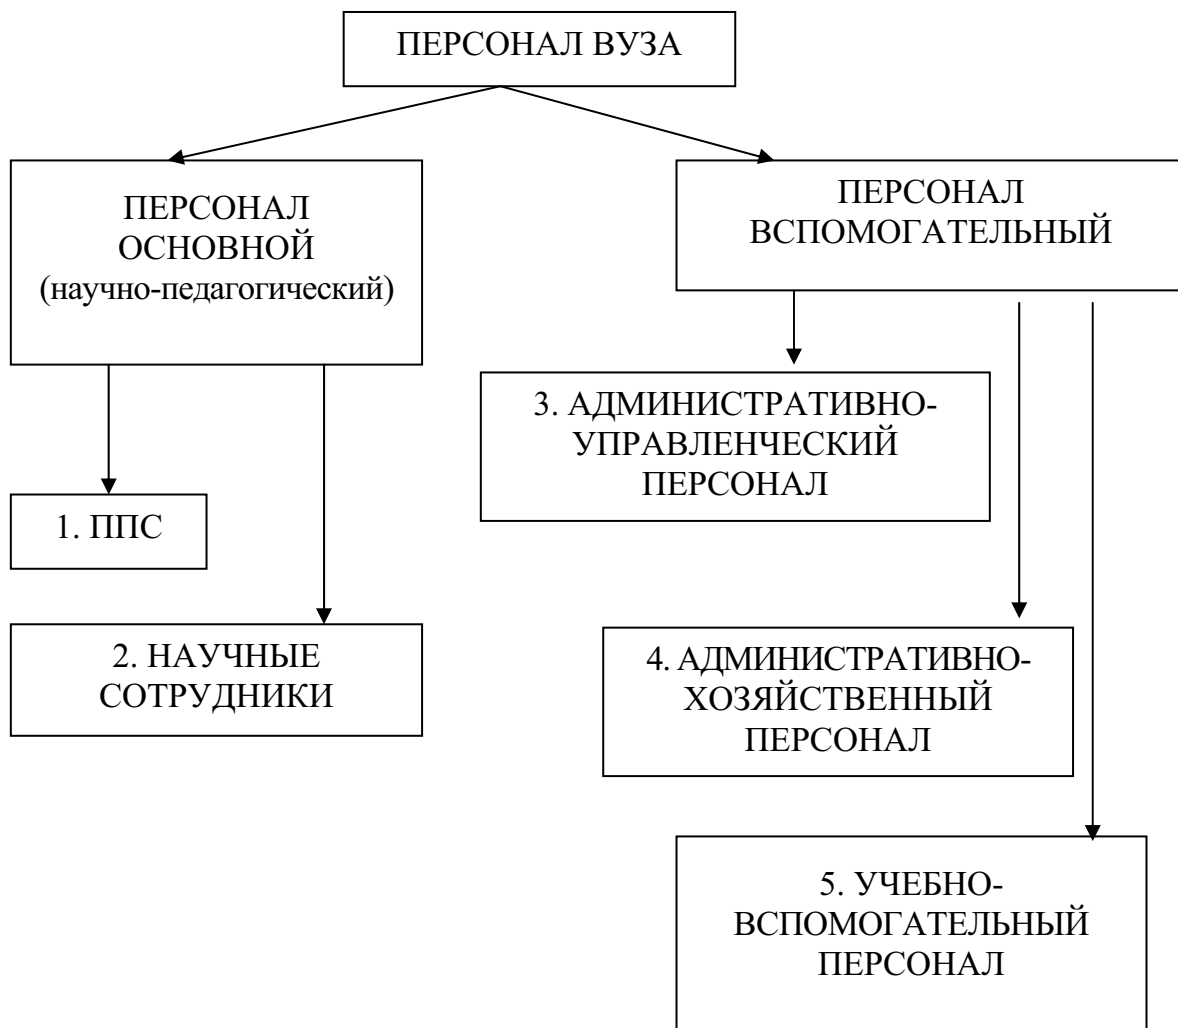 ПЕРСОНАЛ ВУЗА
ПЕРСОНАЛ
ОСНОВНОЙ
(научно-педагогический)
ПЕРСОНАЛ
ВСПОМОГАТЕЛЬНЫЙ
1. ППС
2. НАУЧНЫЕ
СОТРУДНИКИ
3. АДМИНИСТРАТИВНО-
УПРАВЛЕНЧЕСКИЙ
ПЕРСОНАЛ
4. АДМИНИСТРАТИВНО-
ХОЗЯЙСТВЕННЫЙ
ПЕРСОНАЛ
5. УЧЕБНО-
ВСПОМОГАТЕЛЬНЫЙ
ПЕРСОНАЛ